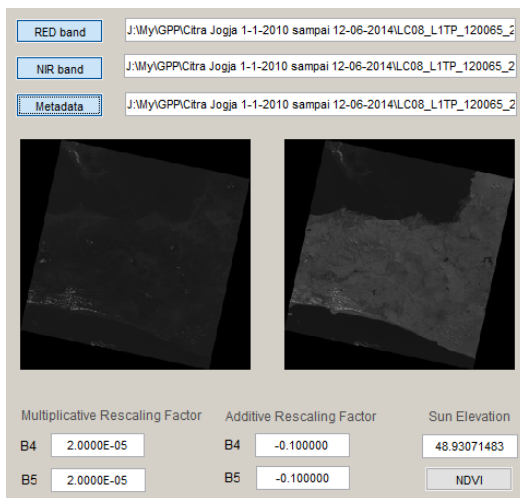 RED band J:\My\GPP\Citra Jogja 1-1-2010 sampai 12-06-2014\LC08_L1TP_120065_2
NIR band J:\My\GPP\Citra Jogja 1-1-2010 sampai 12-06-2014\LC08_L1TP_120065_2
Metadata J:\My\GPP\Citra Jogja 1-1-2010 sampai 12-06-2014\LC08_L1TP_120065_2
Multiplicative Rescaling Factor Additive Rescaling Factor Sun Elevation
B4 2.0000E-05 B4 -0.100000 48.93071483
B5 2.0000E-05 B5 -0.100000 NDVI